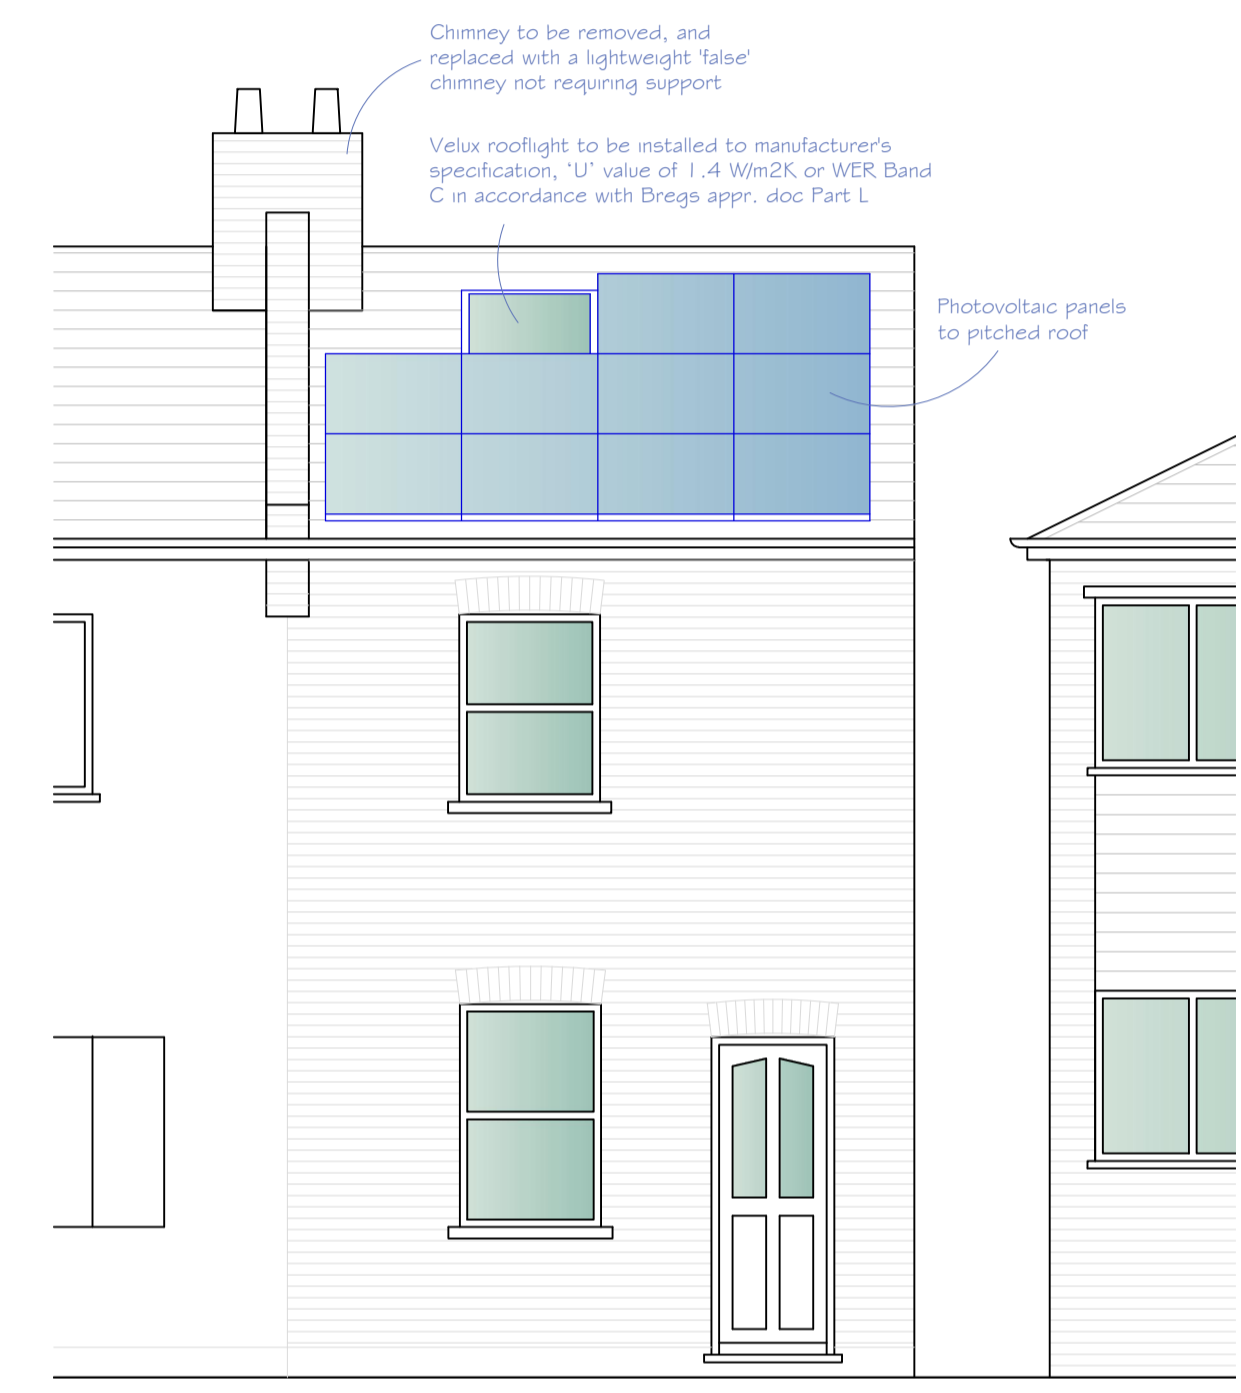 Chimney to be removed, and
replaced with a lightweight 'false'
chimney not requiring support
Velux rooflight to be installed to manufacturer's
specification, ‘U’ value of 1.4 W/m2K or WER Band
C in accordance with Bregs appr. doc Part L
Photovoltaic panels
to pitched roof